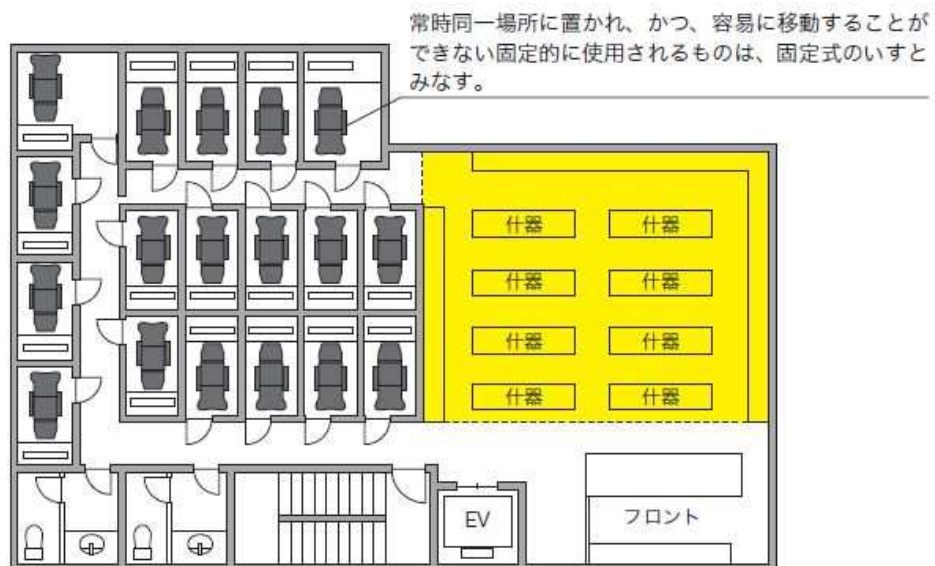 常時同一場所に置かれ、かつ、容易に移動することが
できない固定的に使用されるものは、固定式のいすと
みなす。
什器 什器
什器 什器
什器 什器
什器 什器
EV
フロント